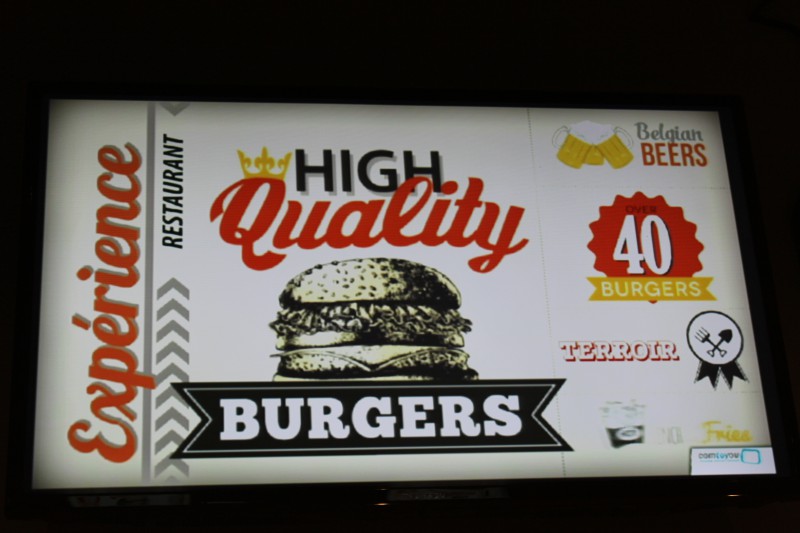 Expérience
RESTAURANT
HIGH
Quality
BURGERS
Belgian
BEERS
OVER
40
BURGERS
TERROIR
Fries